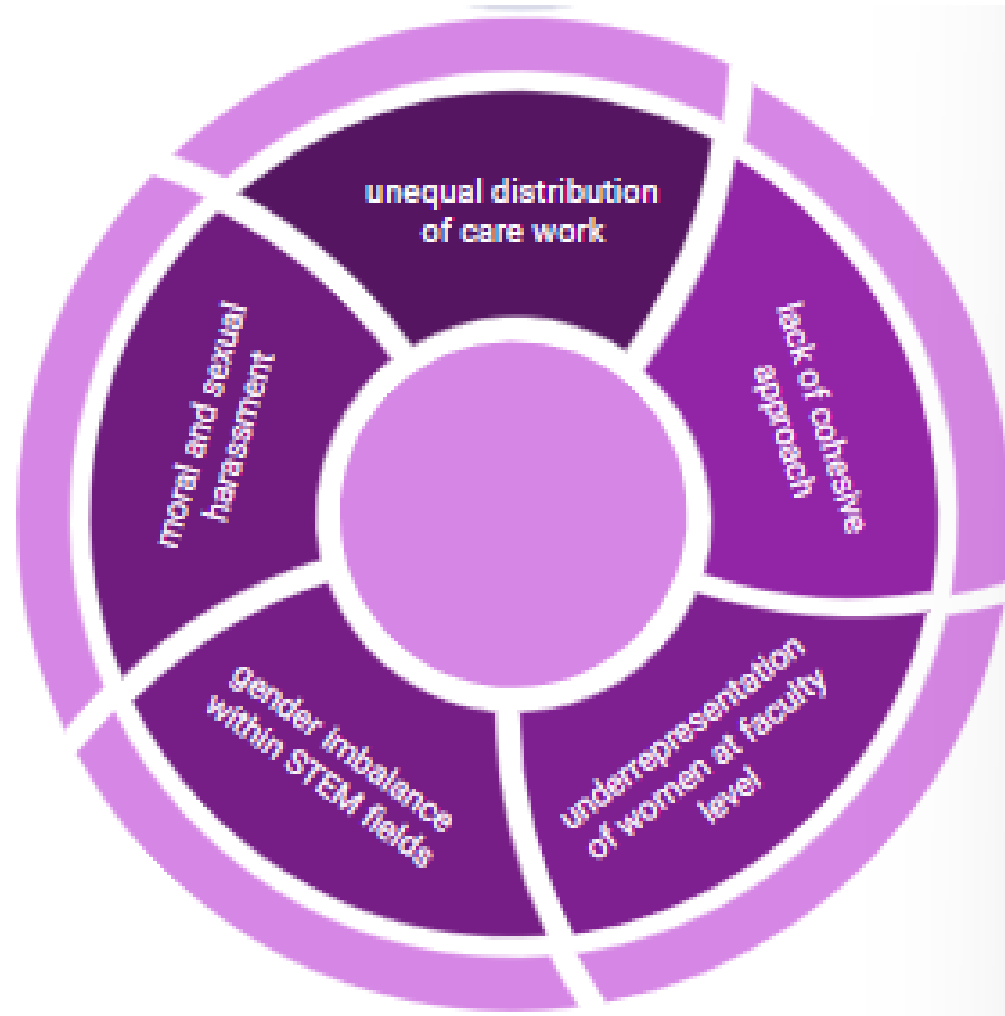 unequal distribution
of care work
lack of cohesive
approach
underrepresentation
of women at faculty
level
gender imbalance
within STEM fields
moral and sexual
harassment